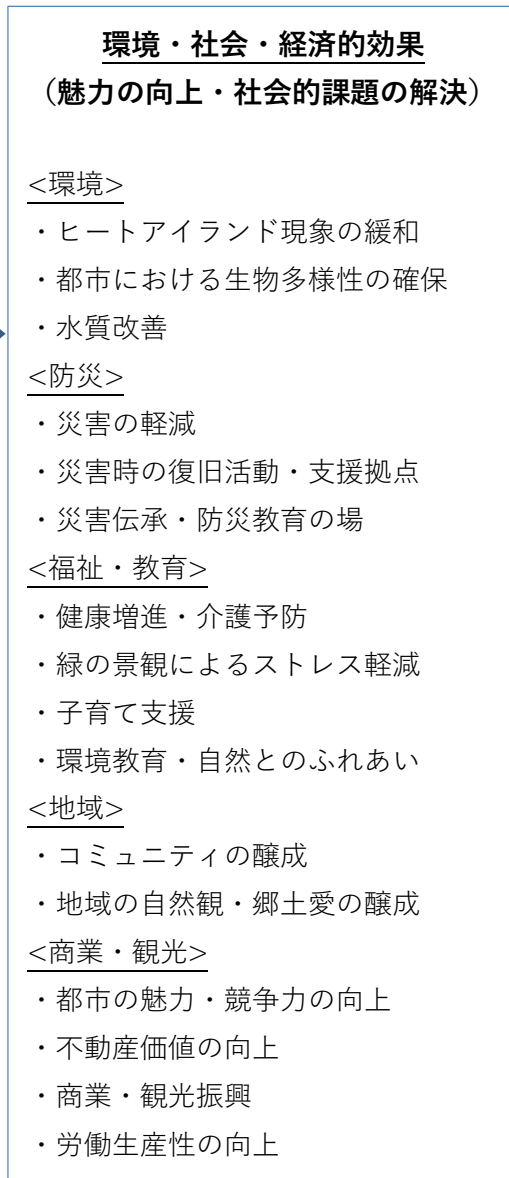 環境・社会・経済的効果
（魅力の向上・社会的課題の解決）
<環境>
・ヒートアイランド現象の緩和
・都市における生物多様性の確保
・水質改善
<防災>
・災害の軽減
・災害時の復旧活動・支援拠点
・災害伝承・防災教育の場
<福祉・教育>
・健康増進・介護予防
・緑の景観によるストレス軽減
・子育て支援
・環境教育・自然とのふれあい
<地域>
・コミュニティの醸成
・地域の自然観・郷土愛の醸成
<商業・観光>
・都市の魅力・競争力の向上
・不動産価値の向上
・商業・観光振興
・労働生産性の向上